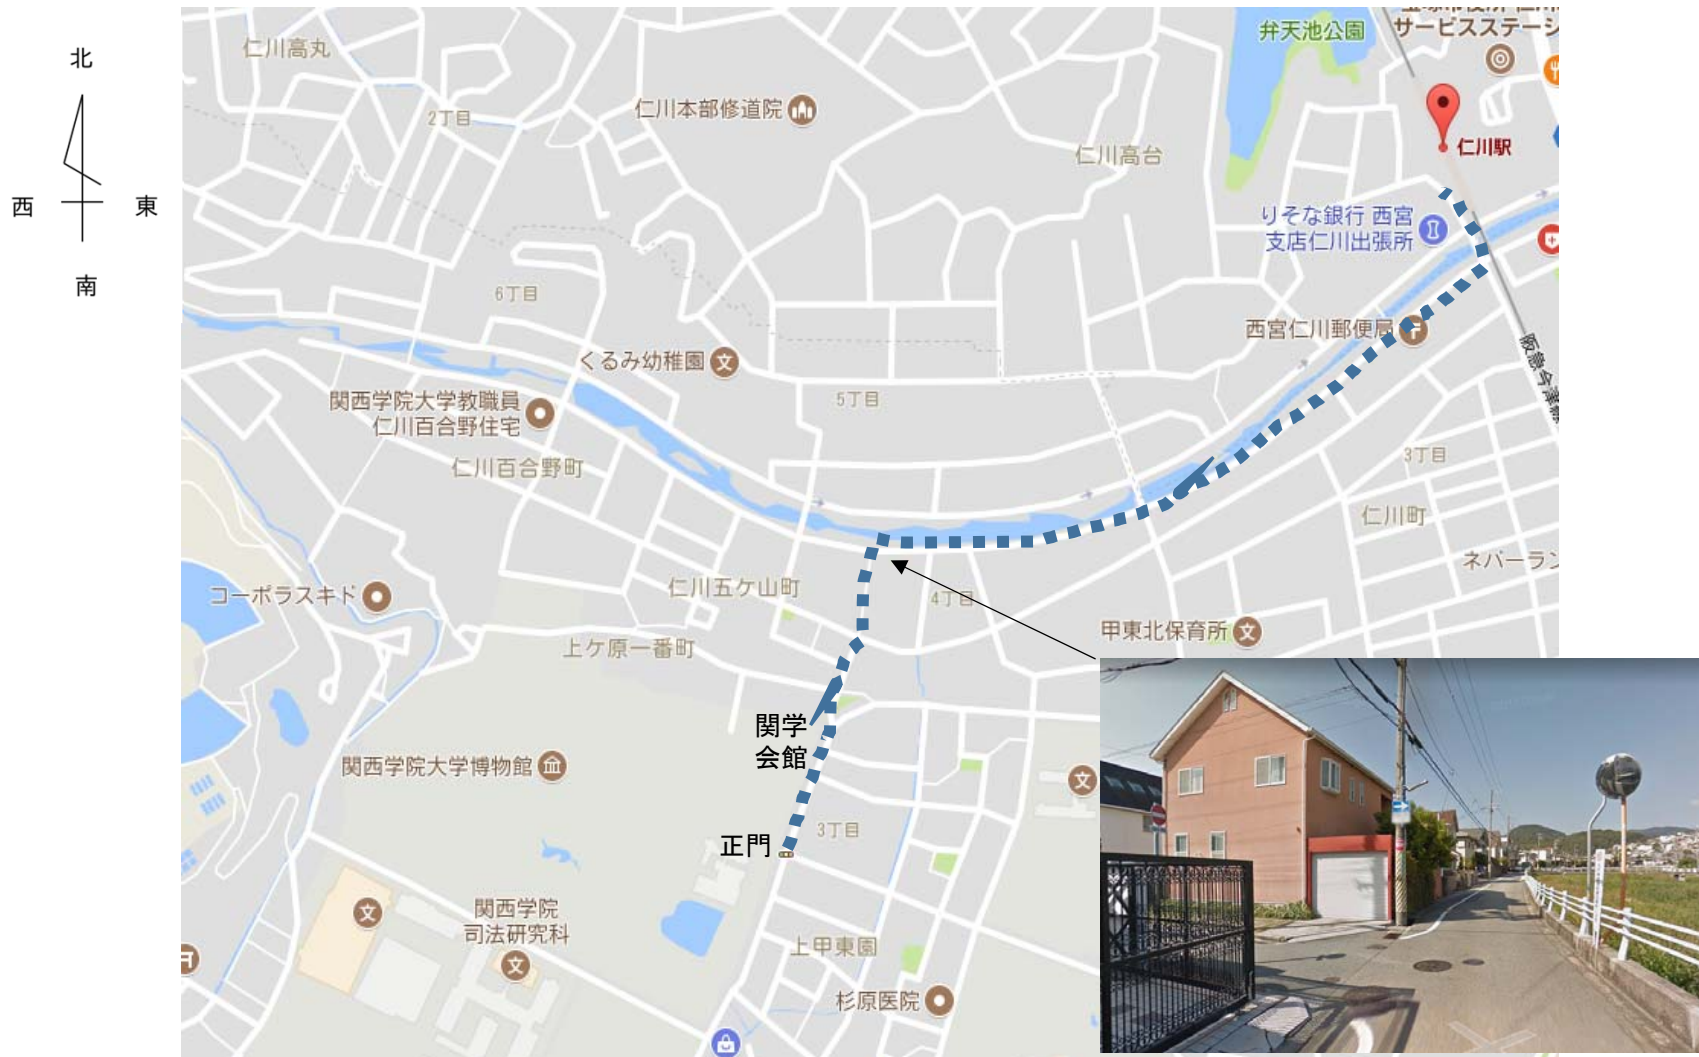 北
西
東
南
仁川高丸
2丁目
仁川本部修道院
弁天池公園
サービスステーシ
仁川高台
仁川駅
りそな銀行 西宮
支店仁川出張所
6丁目
西宮仁川郵便局
阪急今津線
くるみ幼稚園
5丁目
関西学院大学教職員
仁川百合野住宅
仁川百合野町
3丁目
仁川町
ネバーラン
コーポラスキド
仁川五ケ山町
4丁目
甲東北保育所
上ケ原一番町
関学
会館
関西学院大学博物館
3丁目
正門
関西学院
司法研究科
上甲東園
杉原医院